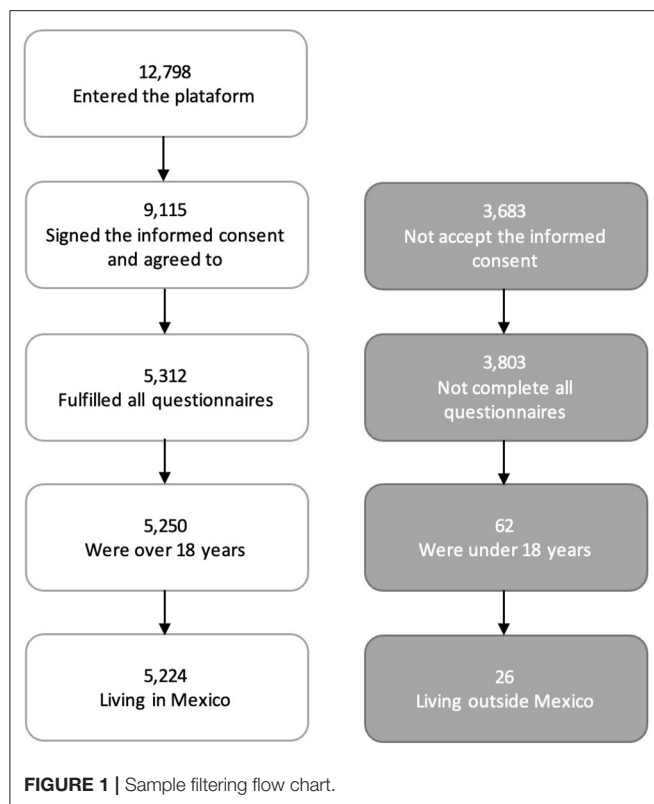 12,798
Entered the plataform
9,115
Signed the informed consent
and agreed to
3,683
Not accept the informed
consent
5,312
Fulfilled all questionnaires
3,803
Not complete all
questionnaires
5,250
Were over 18 years
62
Were under 18 years
5,224
Living in Mexico
26
Living outside Mexico
FIGURE 1 | Sample filtering flow chart.